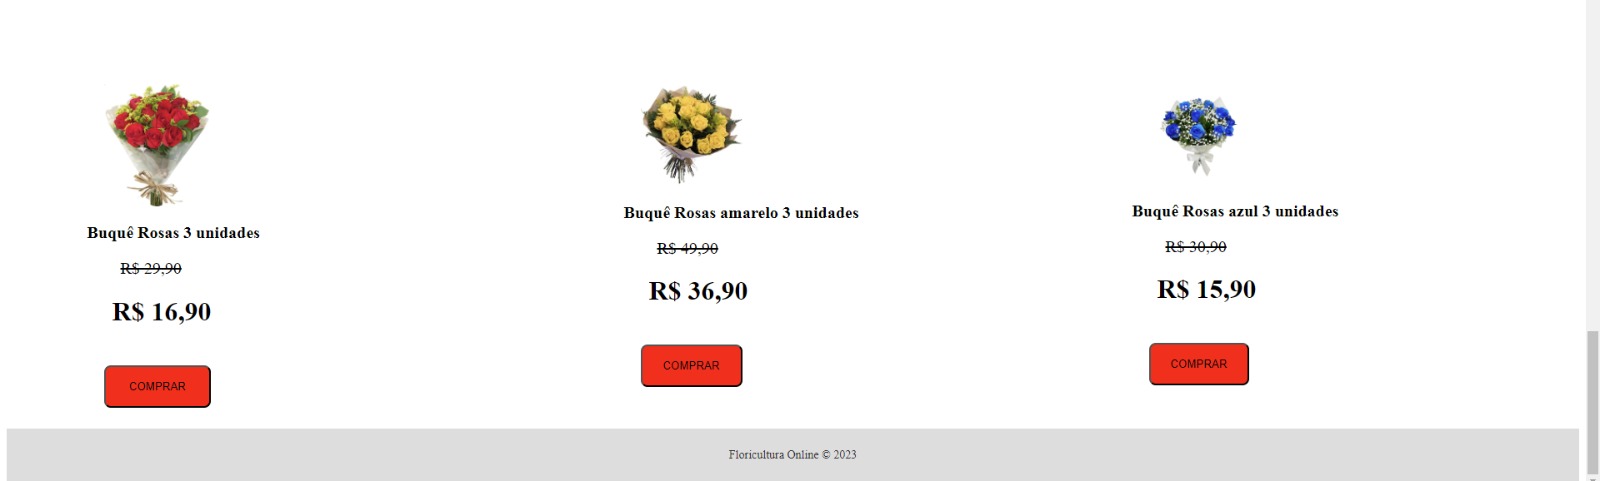 Buquê Rosas 3 unidades
R$ 29,90
R$ 16,90
COMPRAR
Buquê Rosas amarelo 3 unidades
R$ 49,90
R$ 36,90
COMPRAR
Buquê Rosas azul 3 unidades
R$ 30,90
R$ 15,90
COMPRAR
Floricultura Online © 2023